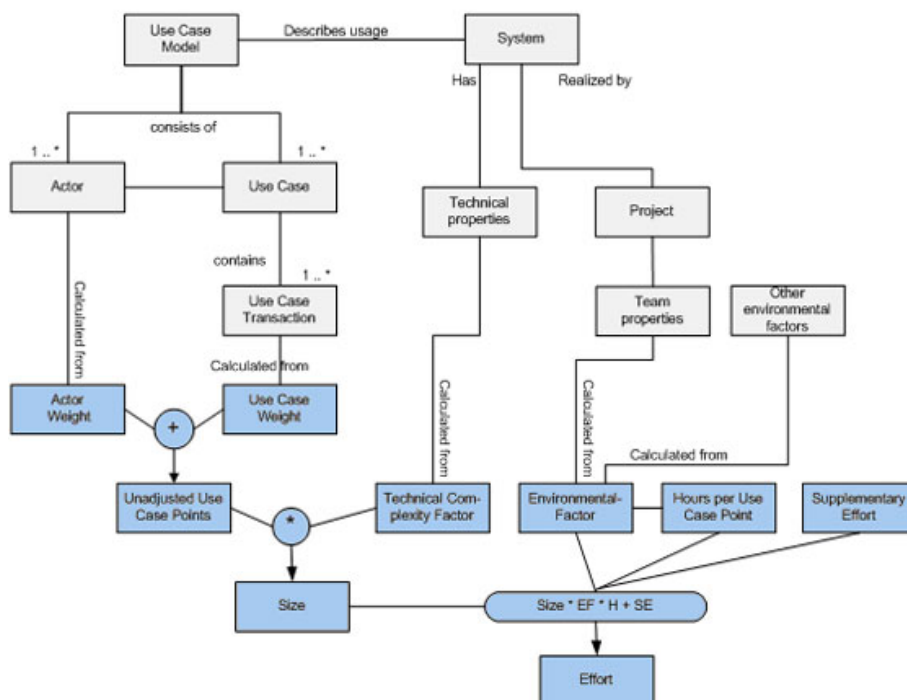 Use Case
Model
Describes usage
System
Has
Realized by
consists of
1 .. *
1 .. *
Actor
Use Case
Technical
properties
Project
contains
1 .. *
Use Case
Transaction
Team
properties
Other
environmental
factors
Calculated from
Calculated from
Calculated from
Calculated from
Calculated from
Actor
Weight
Use Case
Weight
+
Unadjusted Use
Case Points
*
Technical Com-
plexity Factor
Environmental-
Factor
Hours per Use
Case Point
Supplementary
Effort
Size
Size * EF * H + SE
Effort